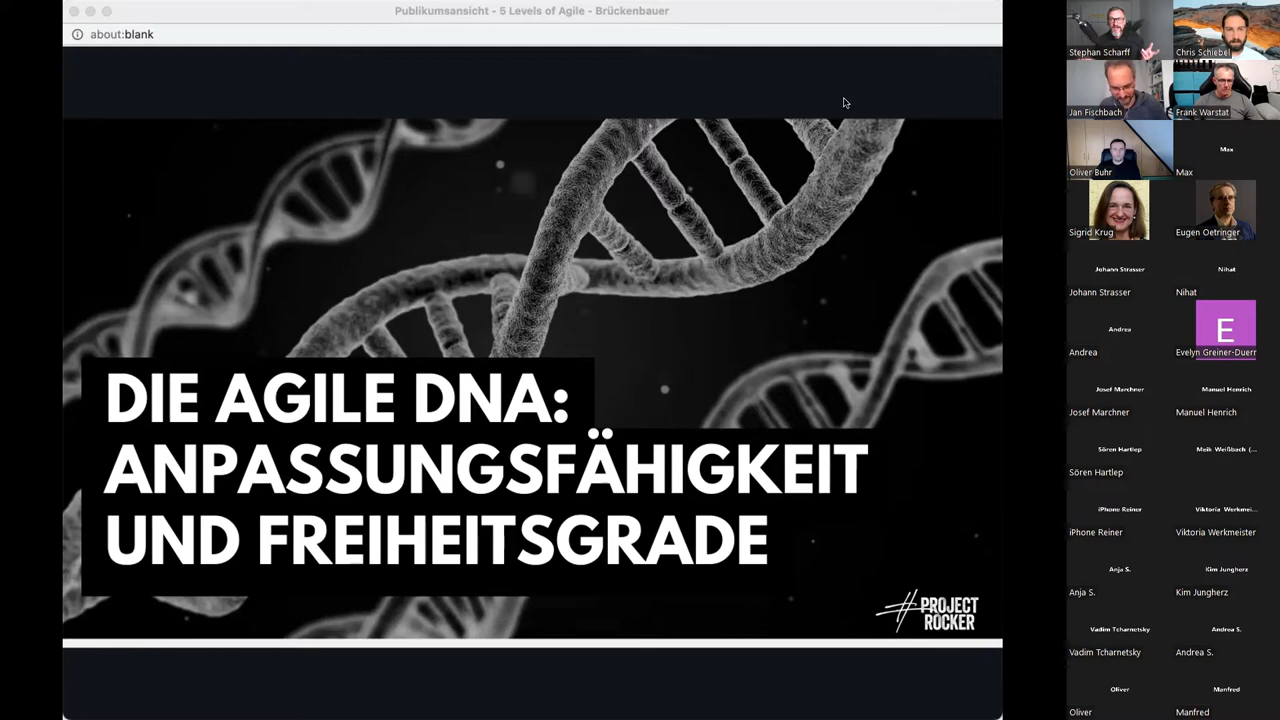 Publikumsansicht - 5 Levels of Agile - Brückenbauer
about:blank
DIE AGILE DNA:
ANPASSUNGSFÄHIGKEIT
UND FREIHEITSGRADE
#PROJECT
ROCKER
Stephan Scharff
Chris Schiebel
Jan Fischbach
Frank Warstat
Oliver Buhr
Max
Max
Sigrid Krug
Eugen Oetringer
Johann Strasser
Nihat
Johann Strasser
Nihat
Andrea
E
Andrea
Evelyn Greiner-Duerr
Josef Marchner
Manuel Henrich
Josef Marchner
Manuel Henrich
Sören Hartlep
Meik Weißbach (...
Sören Hartlep
iPhone Reiner
Viktoria Werkmei...
iPhone Reiner
Viktoria Werkmeister
Anja S.
Kim Jungherz
Anja S.
Kim Jungherz
Vadim Tcharnetsky
Andrea S.
Vadim Tcharnetsky
Andrea S.
Oliver
Manfred
Oliver
Manfred